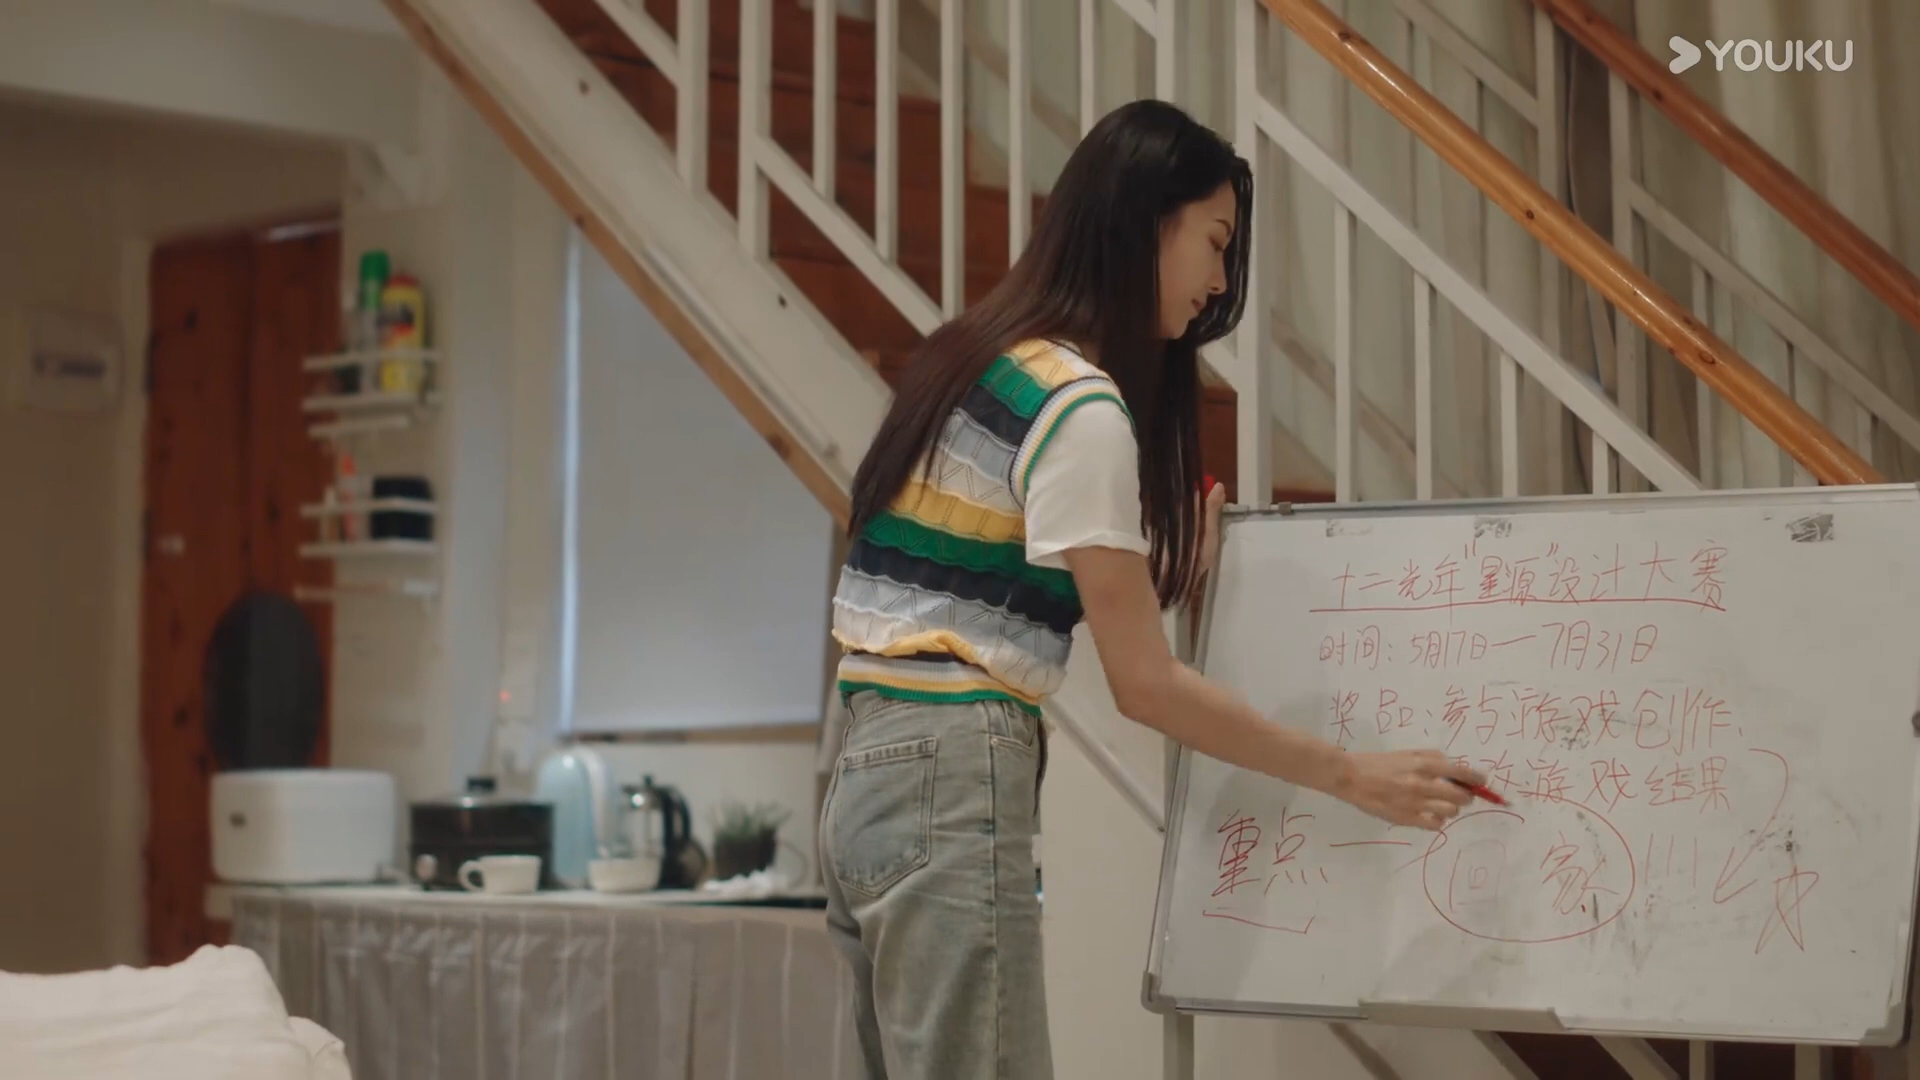 YOUKU
十二光年“星源”设计大赛
时间：5月17日—7月31日
奖品：参与游戏创作、
改游戏结果
重点—回家!!!